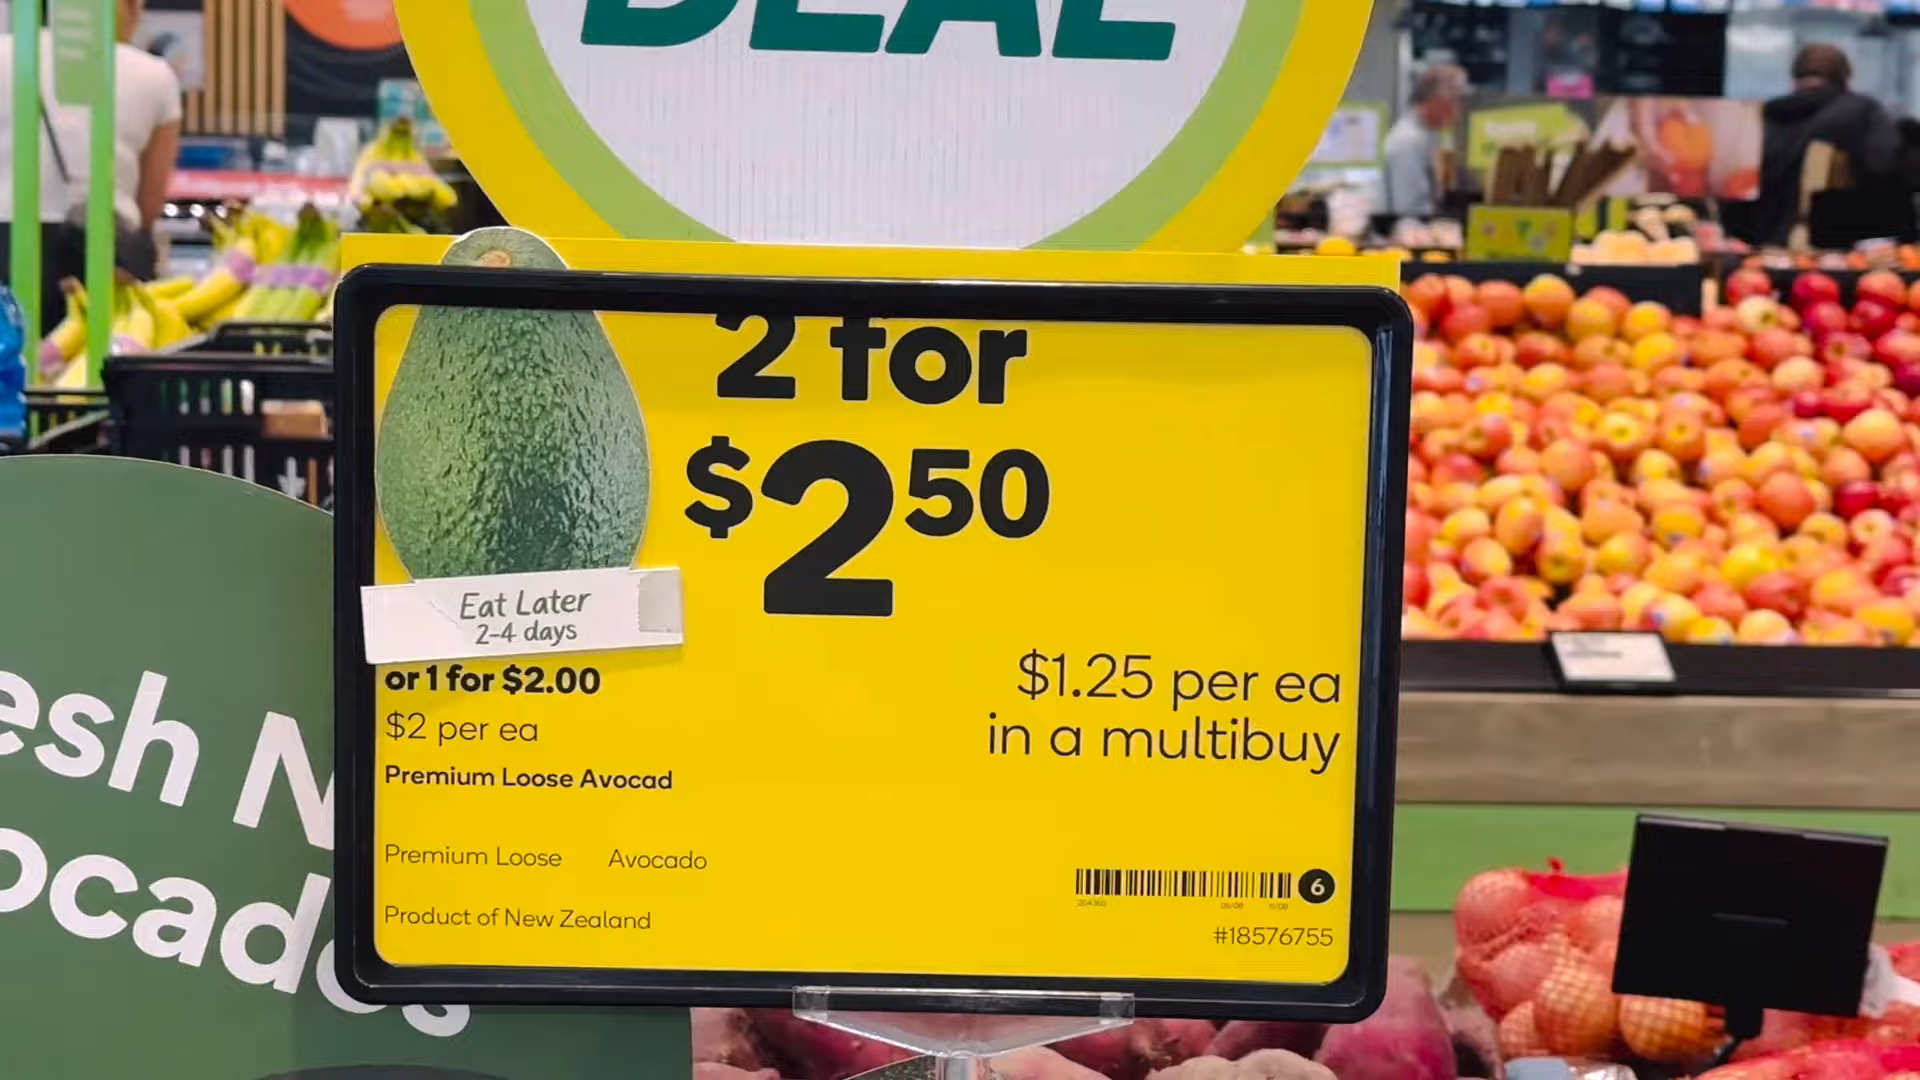 DEAL
2 for
$2 50
Eat Later
2-4 days
or 1 for $2.00
$2 per ea
Premium Loose Avocad
$1.25 per ea
in a multibuy
Premium Loose Avocado
Product of New Zealand
6
#18576755
esh N
ocados